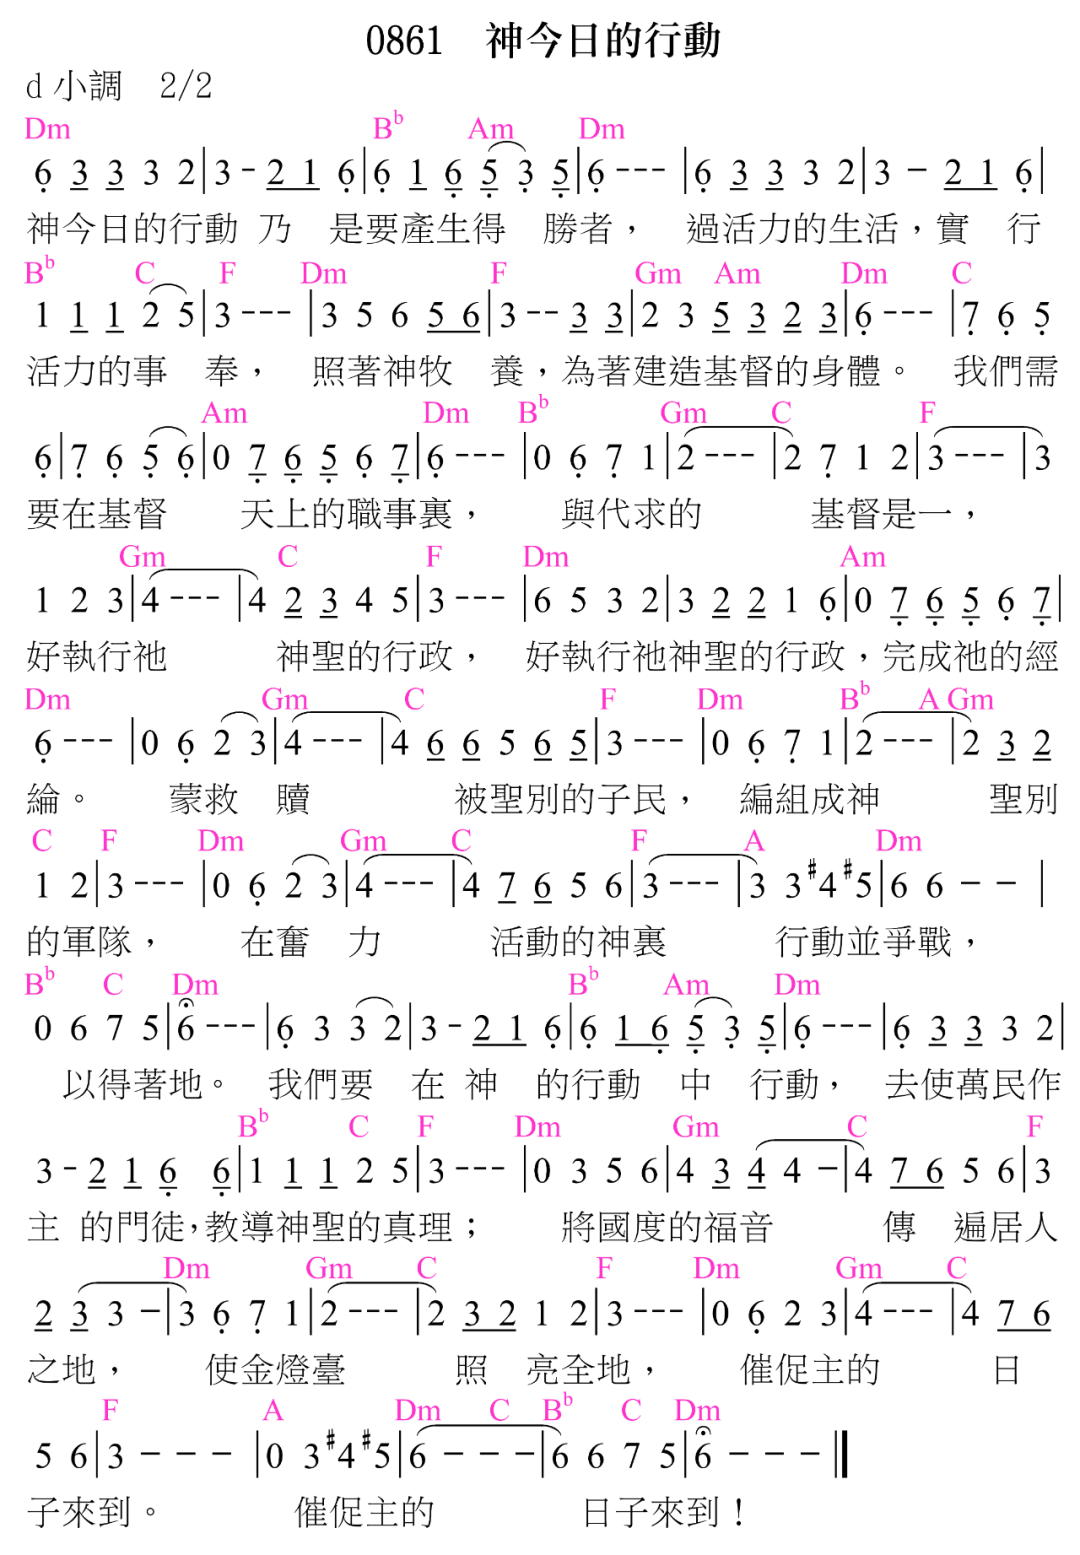 0861　神今日的行動
d 小調　2/2
Dm B♭ Am Dm
6 3 3 3 2|3 - 2 1 6|6 1 6 5 3 5|6 - - - |6 3 3 3 2|3 - 2 1 6|
神今日的行動 乃　是要產生得　勝者，　過活力的生活，實　行
B♭ C F Dm F Gm Am Dm C
1 1 1 2 5|3 - - - |3 5 6 5 6|3 - - 3 3|2 3 5 3 2 3|6 - - - |7 6 5
活力的事　奉，　照著神牧　養，為著建造基督的身體。　我們需
Am Dm B♭ Gm C F
6|7 6 5 6|0 7 6 5 6 7|6 - - - |0 6 7 1|2 - - - |2 7 1 2|3 - - - |3
要在基督　　天上的職事裏，　　與代求的　　　基督是一，
Gm C F Dm Am
1 2 3|4 - - - |4 2 3 4 5|3 - - - |6 5 3 2|3 2 2 1 6|0 7 6 5 6 7|
好執行祂　　　神聖的行政，　好執行祂神聖的行政，完成祂的經
Dm Gm C F Dm B♭ A Gm
6 - - - |0 6 2 3|4 - - - |4 6 6 5 6 5|3 - - - |0 6 7 1|2 - - - |2 3 2
綸。　　蒙救　贖　　　　被聖別的子民，　編組成神　　　聖別
C F Dm Gm C F A Dm
1 2|3 - - - |0 6 2 3|4 - - - |4 7 6 5 6|3 - - - |3 3 #4 #5|6 6 - - |
的軍隊，　　在奮　力　　　活動的神裏　　　行動並爭戰，
B♭ C Dm B♭ Am Dm
0 6 7 5|6 - - - |6 3 3 2|3 - 2 1 6|6 1 6 5 3 5|6 - - - |6 3 3 3 2|
以得著地。　我們要　在 神　的行動　中　行動，　去使萬民作
B♭ C F Dm Gm C F
3 - 2 1 6 6|1 1 1 2 5|3 - - - |0 3 5 6|4 3 4 4 -|4 7 6 5 6|3
主 的門徒，教導神聖的真理；　　將國度的福音　　　傳　遍居人
Dm Gm C F Dm Gm C
2 3 3 -|3 6 7 1|2 - - - |2 3 2 1 2|3 - - - |0 6 2 3|4 - - - |4 7 6
之地，　　使金燈臺　　　照　亮全地，　　催促主的　　　日
F A Dm C B♭ C Dm
5 6|3 - - - |0 3 #4 #5|6 - - - |6 6 7 5|6 - - - ‖
子來到。　　　催促主的　　　　日子來到！